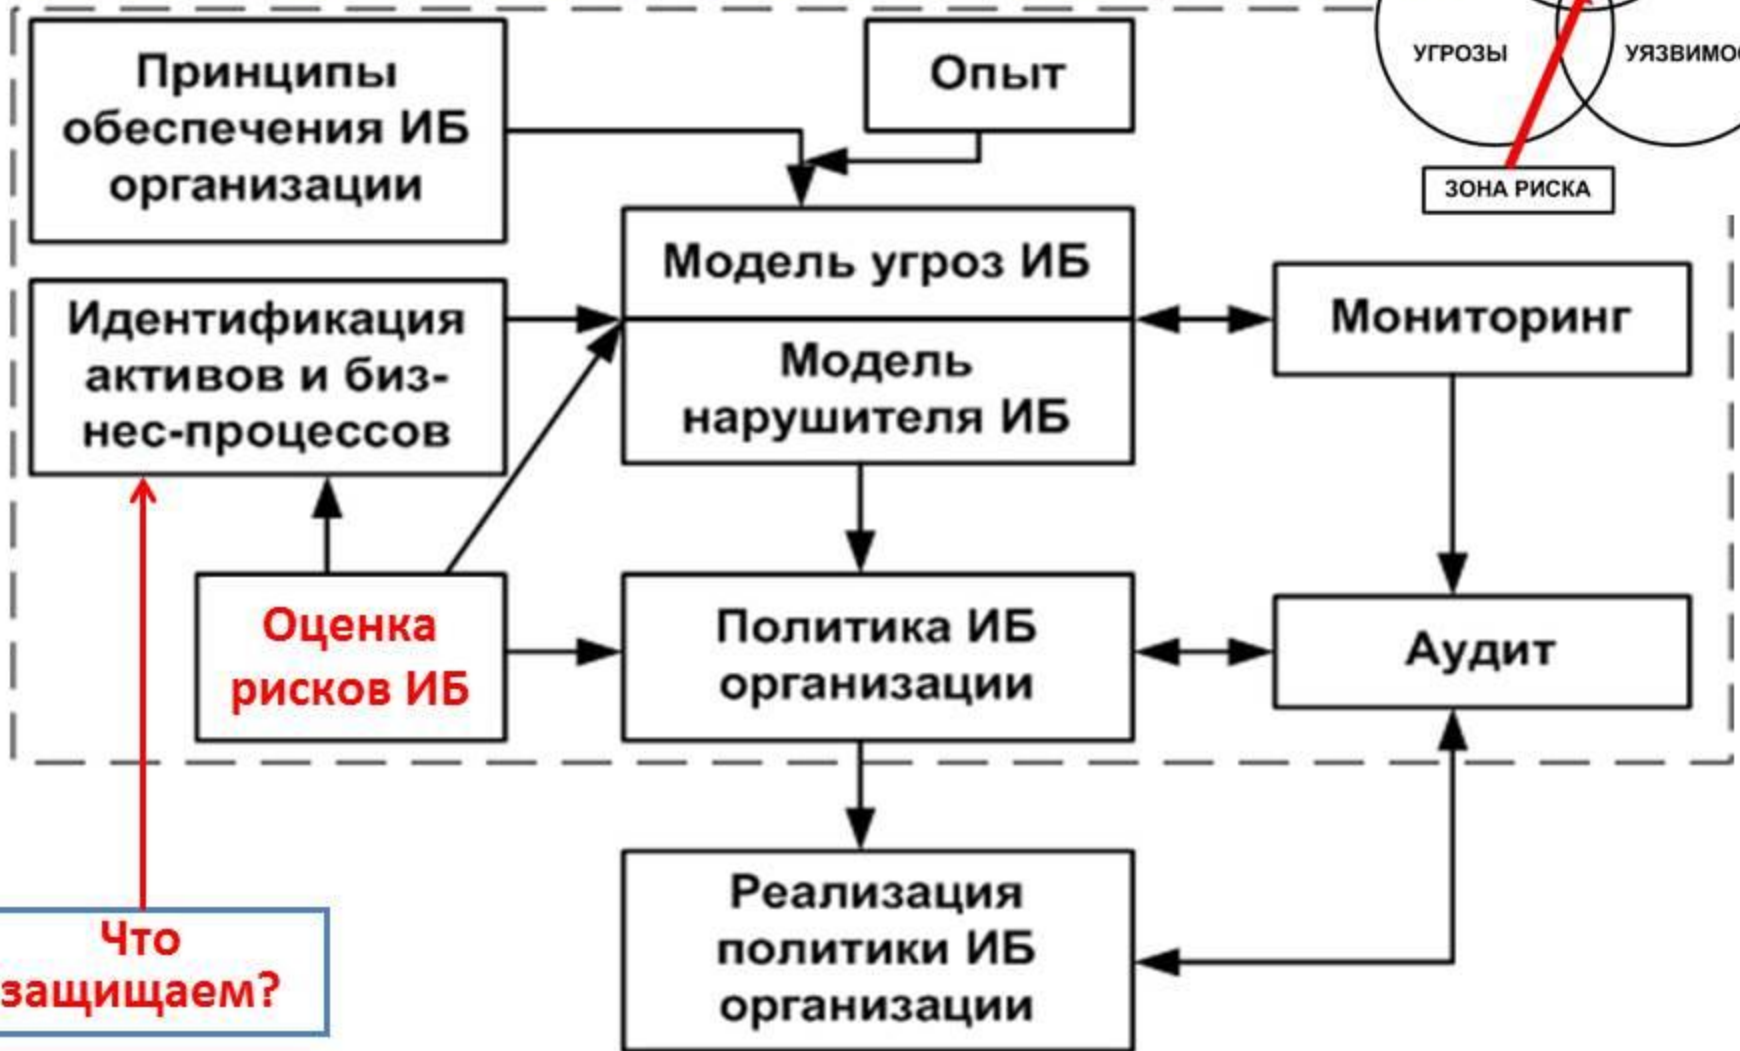 Принципы
обеспечения ИБ
организации
Опыт
УГРОЗЫ
ЗОНА РИСКА
Модель угроз ИБ
Модель
нарушителя ИБ
Идентификация
активов и биз-
нес-процессов
Мониторинг
Оценка
рисков ИБ
Политика ИБ
организации
Аудит
Реализация
политики ИБ
организации
Что
защищаем?